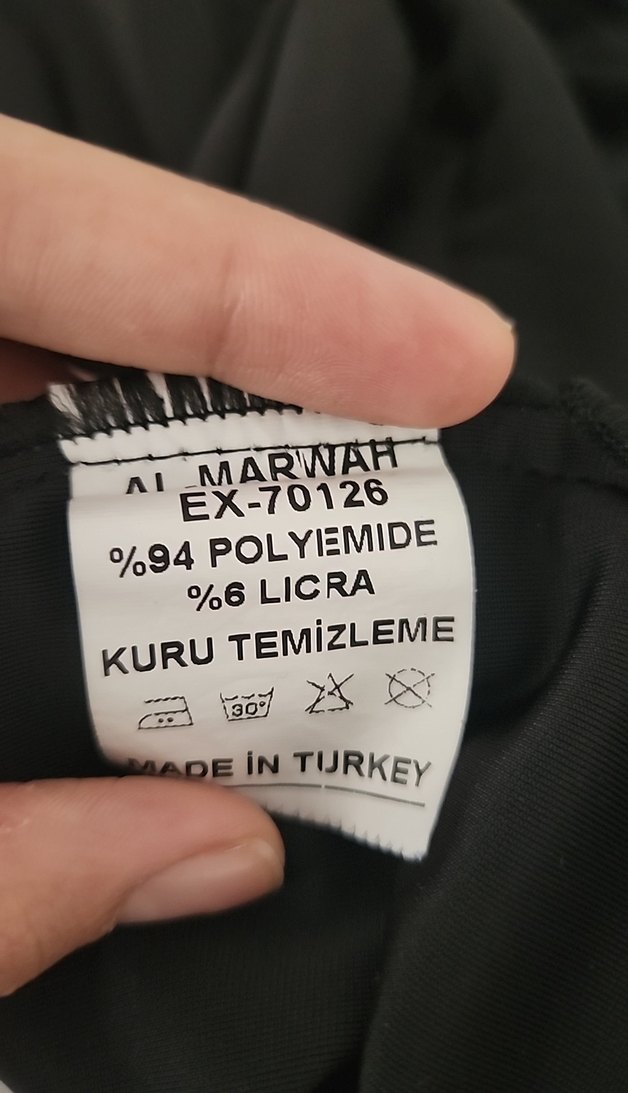 AL-MARWAH
EX-70126
%94 POLYEMIDE
%6 LICRA
KURU TEMİZLEME
30°
MADE İN TURKEY